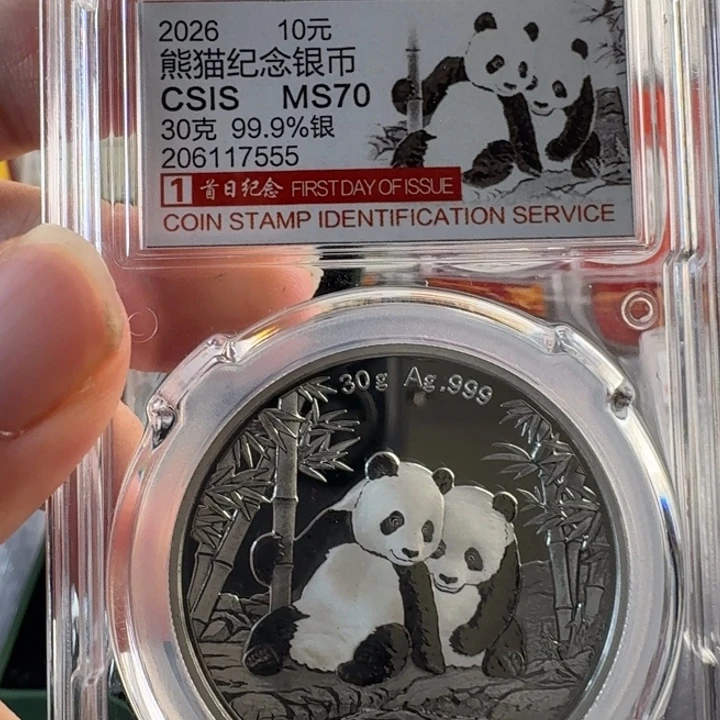 2026 10元
熊猫纪念银币
CSIS MS70
30克 99.9%银
206117555
1 首日纪念 FIRST DAY OF ISSUE
COIN STAMP IDENTIFICATION SERVICE
30g Ag.999